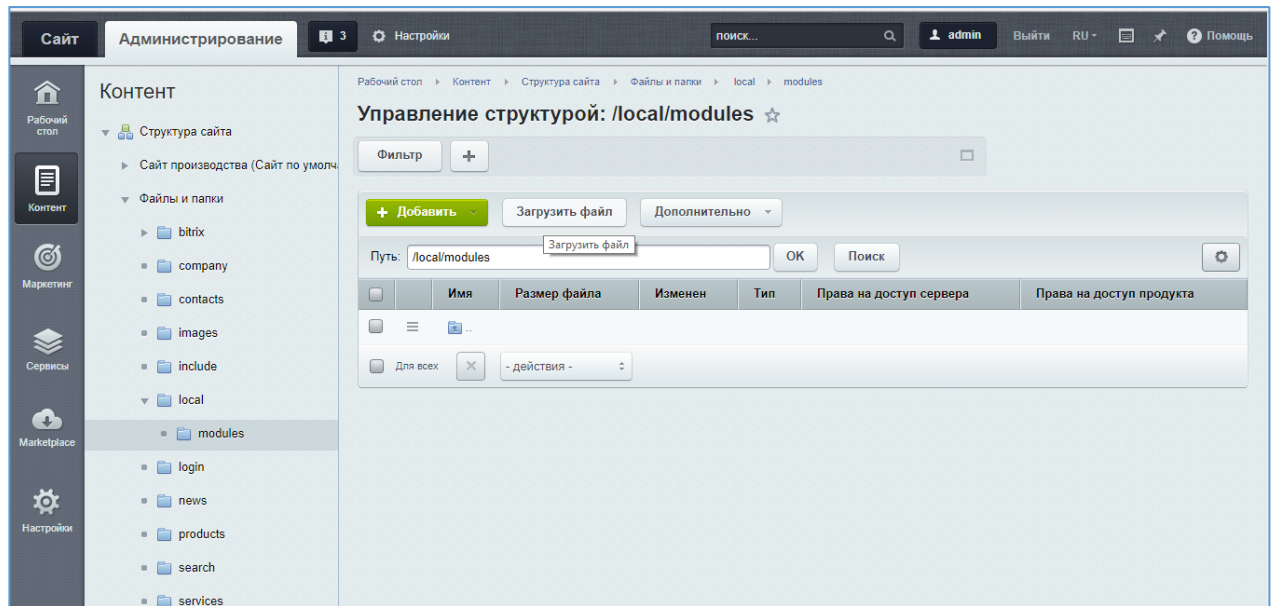 Сайт
Администрирование
3
Настройки
поиск...
admin
Выйти
RU
Помощь
Рабочий стол
Контент
Маркетинг
Сервисы
Marketplace
Настройки
Контент
Структура сайта
Сайт производства (Сайт по умолч
Файлы и папки
bitrix
company
contacts
images
include
local
modules
login
news
products
search
services
Рабочий стол Контент Структура сайта Файлы и папки local modules
Управление структурой: /local/modules
Фильтр
+
+ Добавить
Загрузить файл
Дополнительно
Загрузить файл
Путь: /local/modules
OK
Поиск
Имя Размер файла Изменен Тип Права на доступ сервера Права на доступ продукта
..
Для всех
- действия -